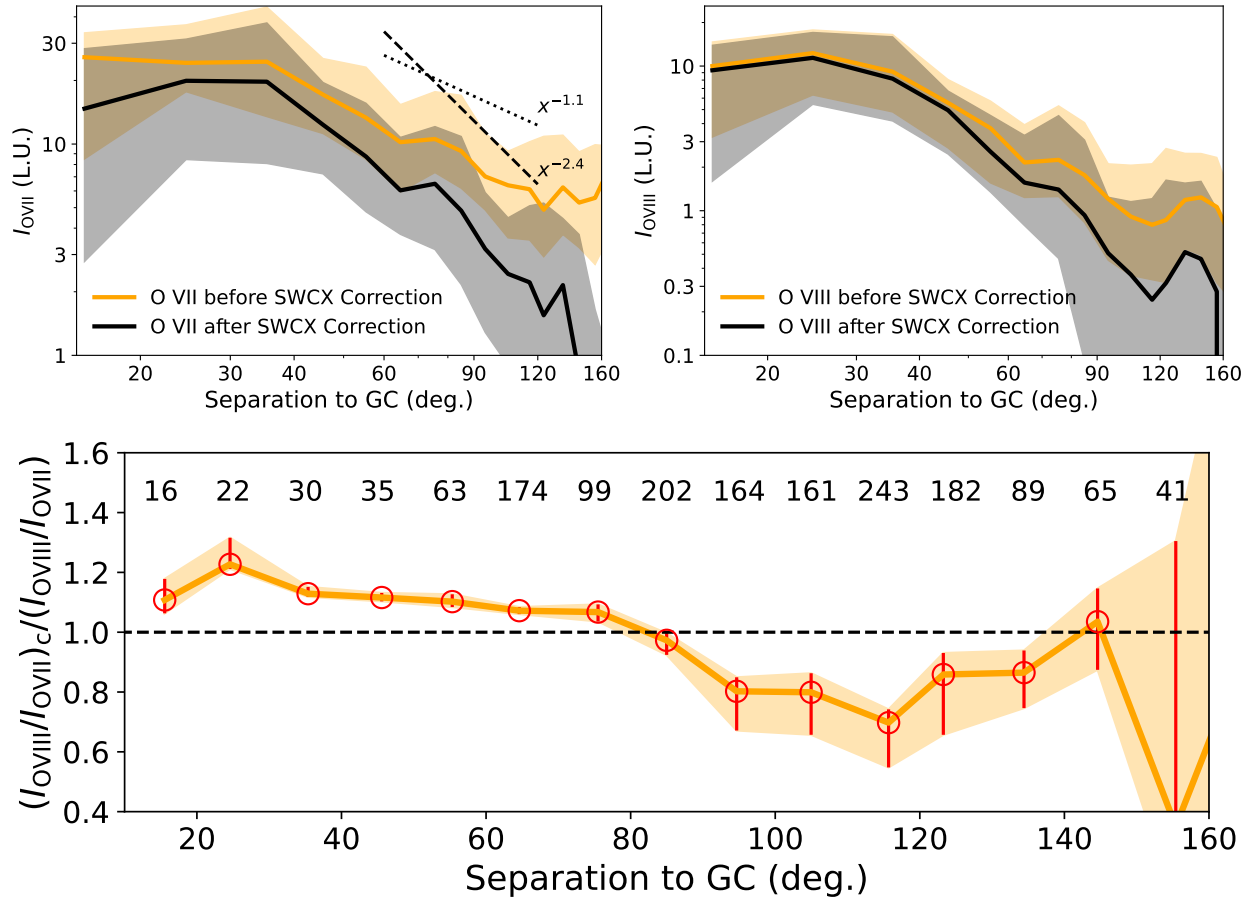 30
10
3
1
I_OVII (L.U.)
x^−1.1
x^−2.4
O VII before SWCX Correction
O VII after SWCX Correction
20 30 40 60 90 120 160
Separation to GC (deg.)
10
3
1
0.3
0.1
I_OVIII (L.U.)
O VIII before SWCX Correction
O VIII after SWCX Correction
20 30 40 60 90 120 160
Separation to GC (deg.)
1.6
1.4
1.2
1.0
0.8
0.6
0.4
(I_OVIII/I_OVII)_C/(I_OVIII/I_OVII)
16 22 30 35 63 174 99 202 164 161 243 182 89 65 41
20 40 60 80 100 120 140 160
Separation to GC (deg.)